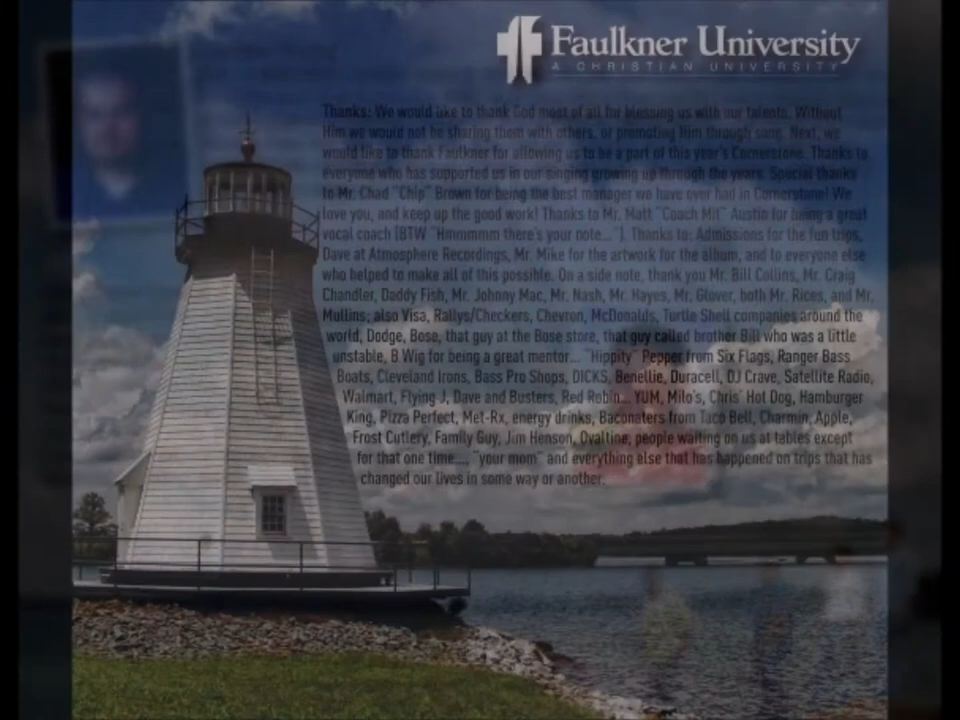 Faulkner University
A CHRISTIAN UNIVERSITY
Thanks: We would like to thank God most of all for blessing us with our talents. Without
Him we would not be sharing them with others, or promoting Him through song. Next, we
would like to thank Faulkner for allowing us to be a part of this year's Cornerstone. Thanks to
everyone who has supported us in our singing growing up through the years. Special thanks
to Mr. Chad "Chip" Brown for being the best manager we have ever had in Cornerstone! We
love you, and keep up the good work! Thanks to Mr. Matt "Coach Mit" Austin for being a great
vocal coach (BTW "Hmmmmm there's your note..."). Thanks to: Admissions for the fun trips,
Dave at Atmosphere Recordings, Mr. Mike for the artwork for the album, and to everyone else
who helped to make all of this possible. On a side note, thank you Mr. Bill Collins, Mr. Craig
Chandler, Daddy Fish, Mr. Johnny Mac, Mr. Nash, Mr. Hayes, Mr. Glover, both Mr. Rices, and Mr.
Mullins; also Visa, Rallys/Checkers, Chevron, McDonalds, Turtle Shell companies around the
world, Dodge, Bose, that guy at the Bose store, that guy called brother Bill who was a little
unstable, B Wig for being a great mentor... "Hippity" Pepper from Six Flags, Ranger Bass
Boats, Cleveland Irons, Bass Pro Shops, DICKS, Benellie, Duracell, DJ Crave, Satellite Radio,
Walmart, Flying J, Dave and Busters, Red Robin... YUM, Milo's, Chris' Hot Dog, Hamburger
King, Pizza Perfect, Met-Rx, energy drinks, Baconaters from Taco Bell, Charmin, Apple,
Frost Cutlery, Family Guy, Jim Henson, Ovaltine, people waiting on us at tables except
for that one time..... "your mom" and everything else that has happened on trips that has
changed our lives in some way or another.